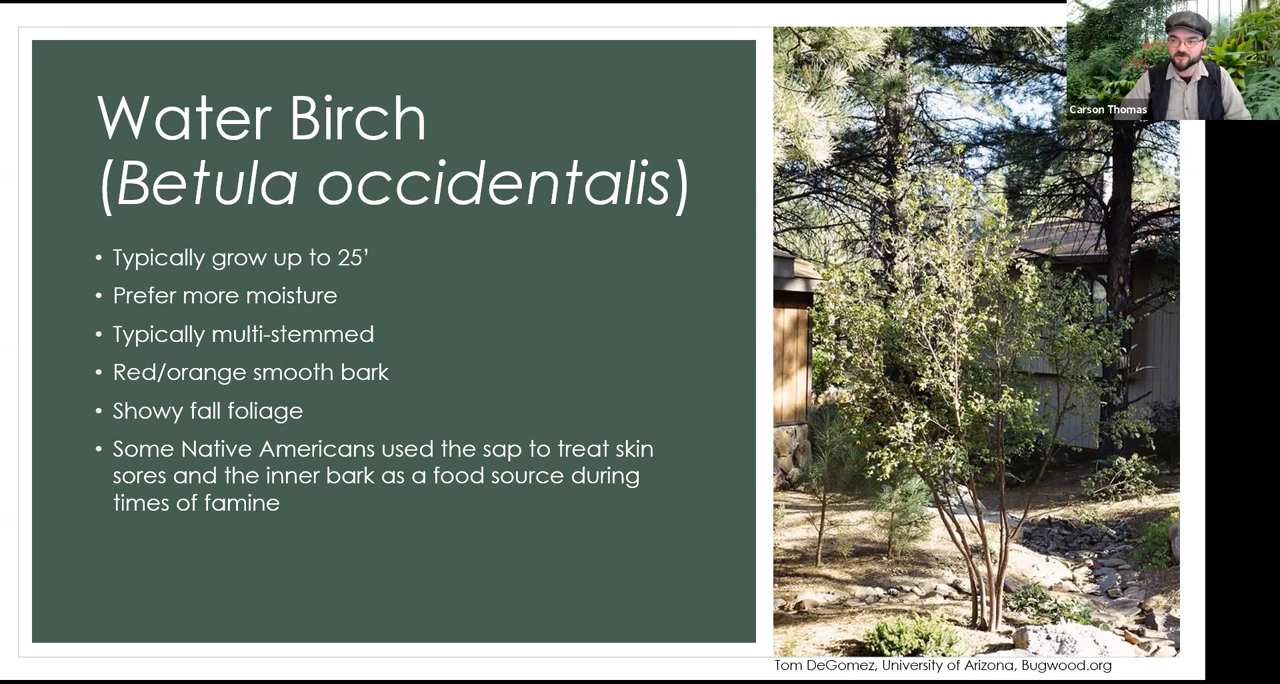 Water Birch
(Betula occidentalis)
• Typically grow up to 25’
• Prefer more moisture
• Typically multi-stemmed
• Red/orange smooth bark
• Showy fall foliage
• Some Native Americans used the sap to treat skin
sores and the inner bark as a food source during
times of famine
Carson Thomas
Tom DeGomez, University of Arizona, Bugwood.org